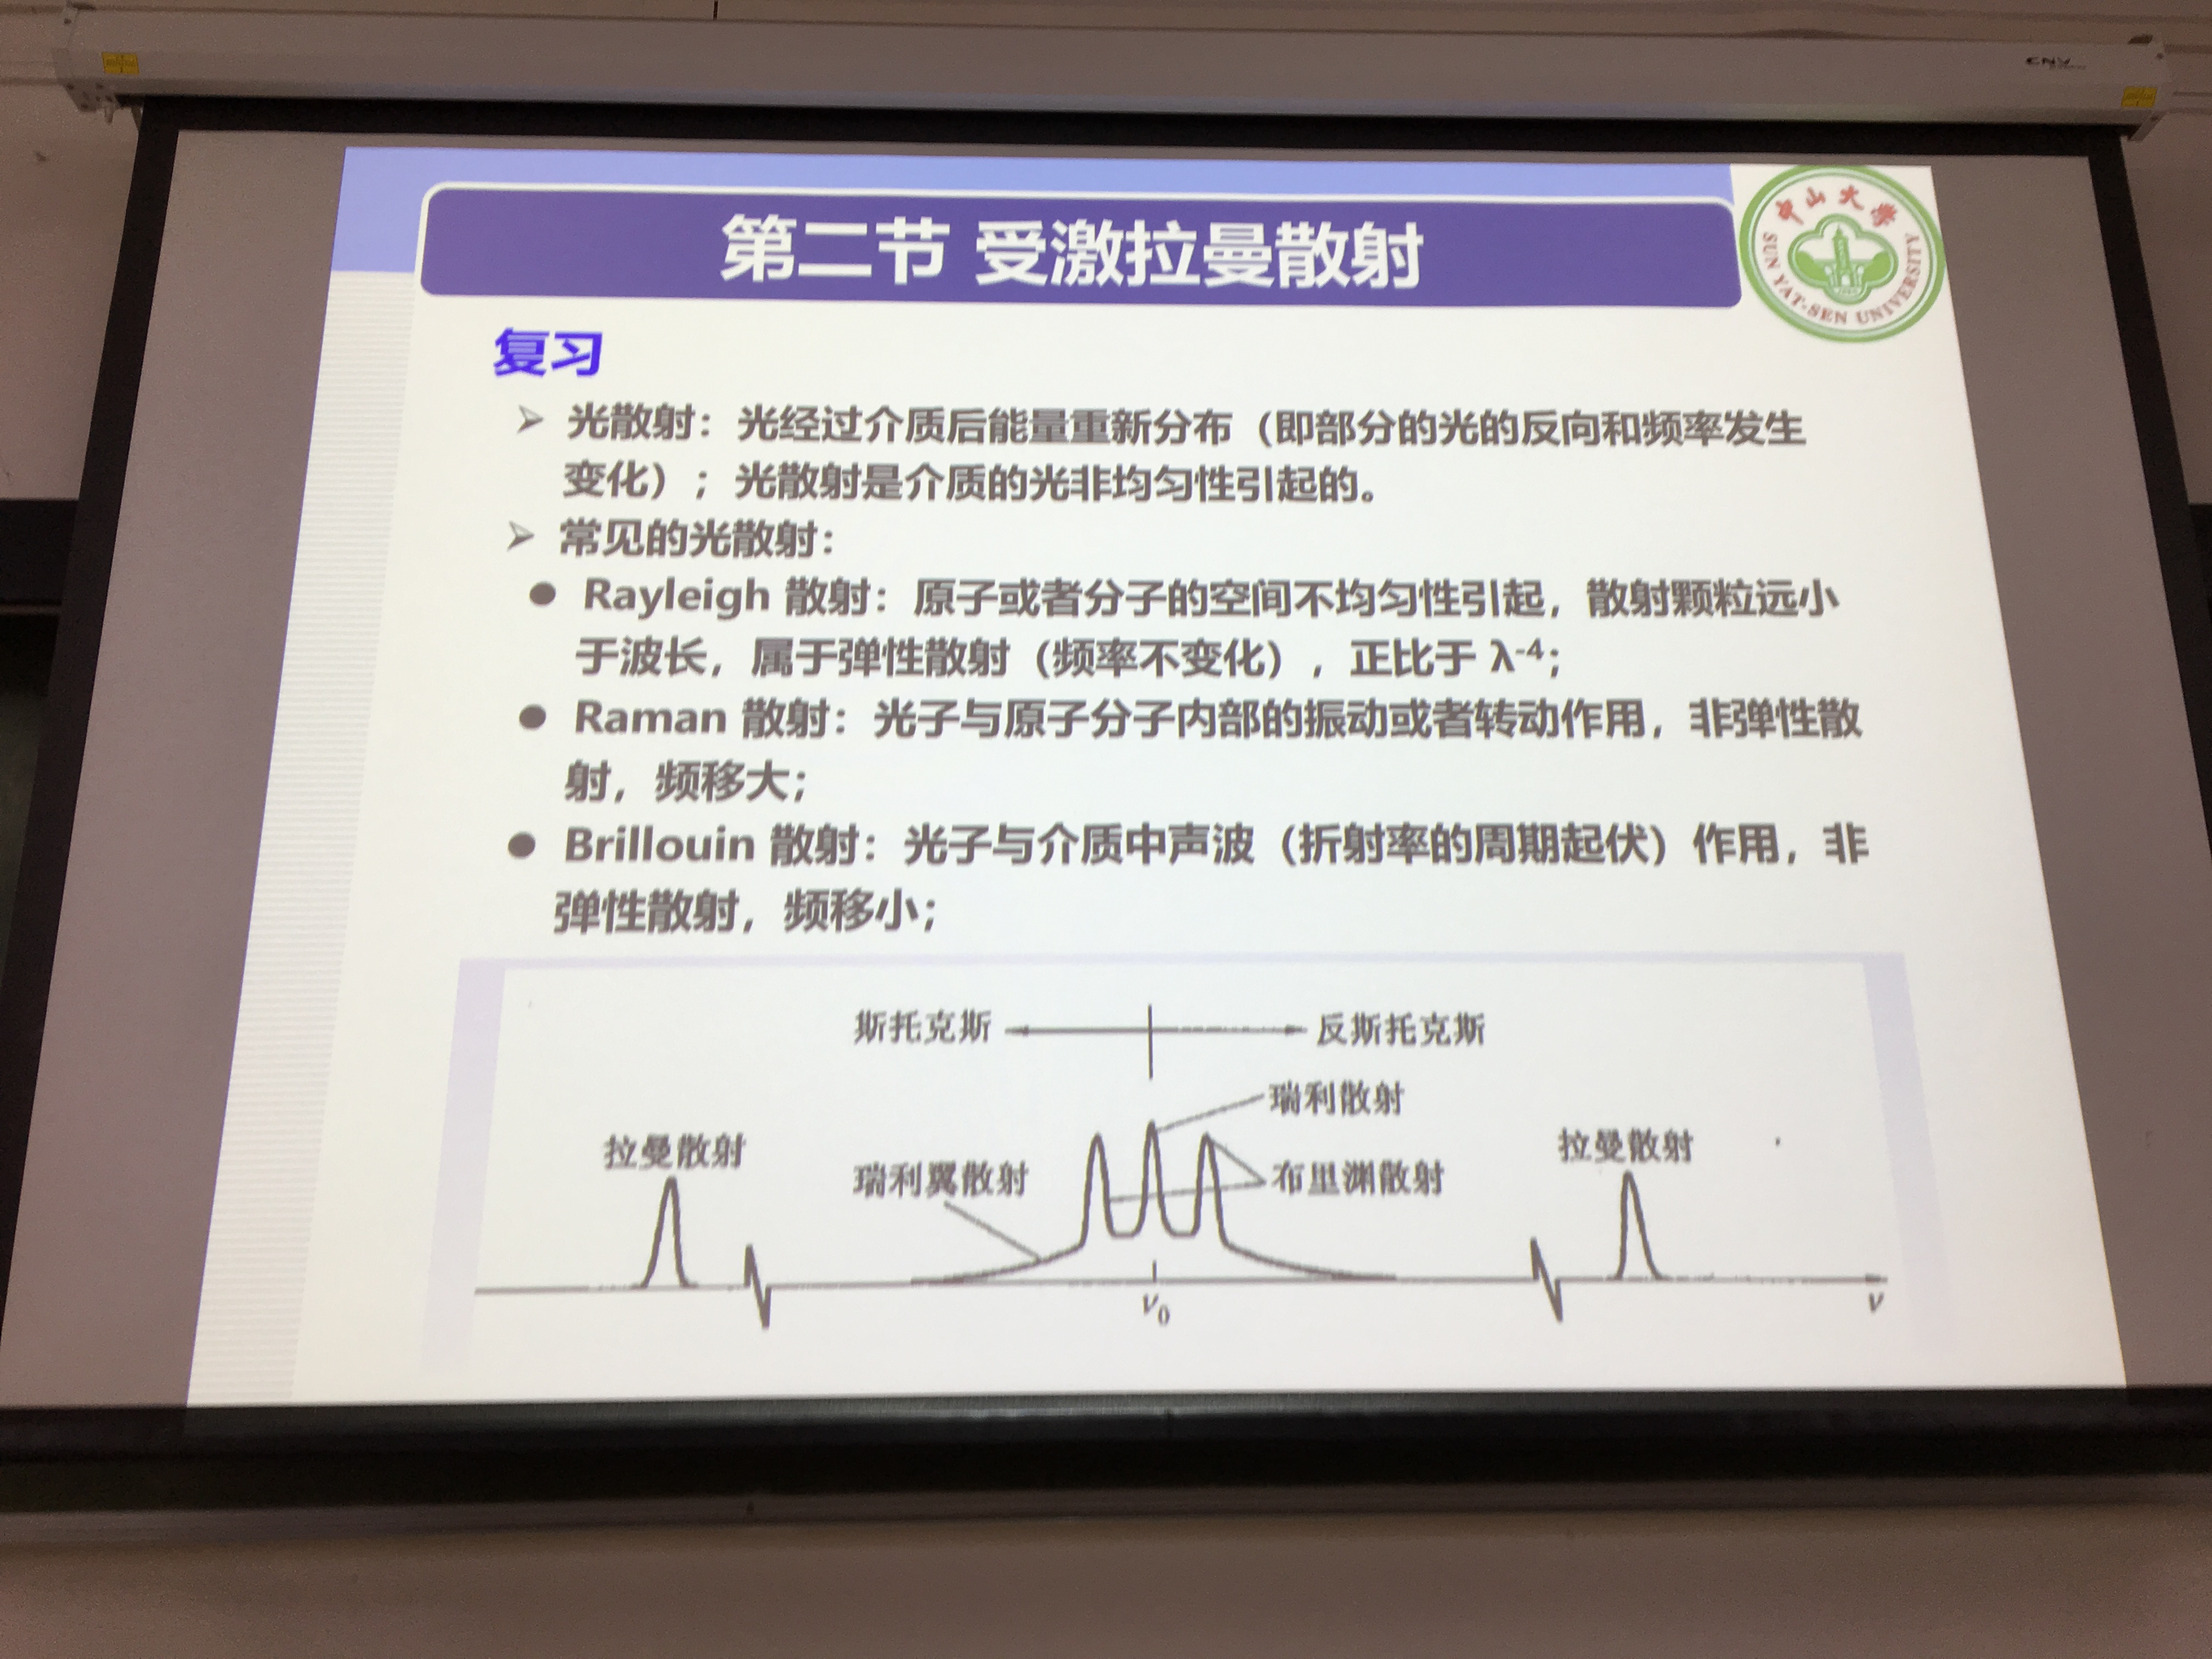 CNV
第二节 受激拉曼散射
中山大学
SUN YAT-SEN UNIVERSITY
复习
➢ 光散射：光经过介质后能量重新分布（即部分的光的反向和频率发生
变化）；光散射是介质的光非均匀性引起的。
➢ 常见的光散射：
● Rayleigh 散射：原子或者分子的空间不均匀性引起，散射颗粒远小
于波长，属于弹性散射（频率不变化），正比于 λ⁻⁴；
● Raman 散射：光子与原子分子内部的振动或者转动作用，非弹性散
射，频移大；
● Brillouin 散射：光子与介质中声波（折射率的周期起伏）作用，非
弹性散射，频移小；
斯托克斯 反斯托克斯
瑞利散射
拉曼散射 拉曼散射
瑞利翼散射 布里渊散射
ν₀ ν